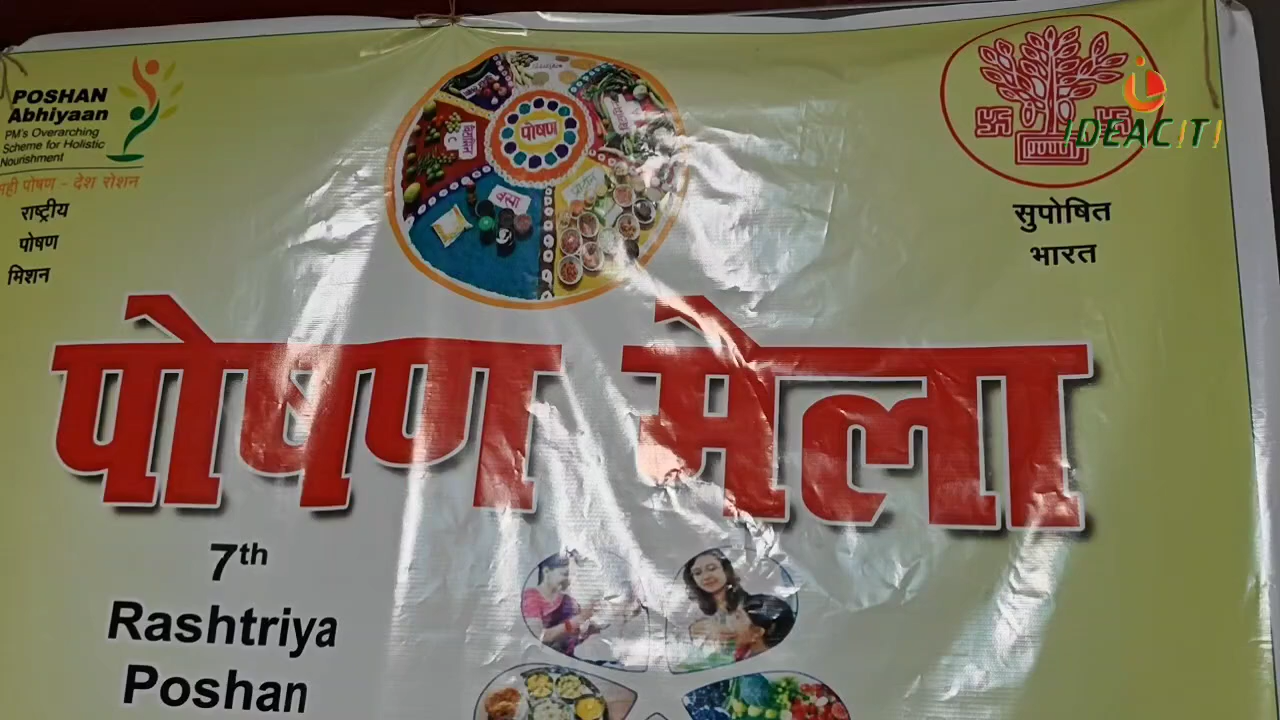 POSHAN
Abhiyaan
PM's Overarching
Scheme for Holistic
Nourishment
सही पोषण - देश रोशन
राष्ट्रीय
पोषण
मिशन
पोषण
वसा
IDEACITI
सुपोषित
भारत
पोषण मेला
7th
Rashtriya
Poshan